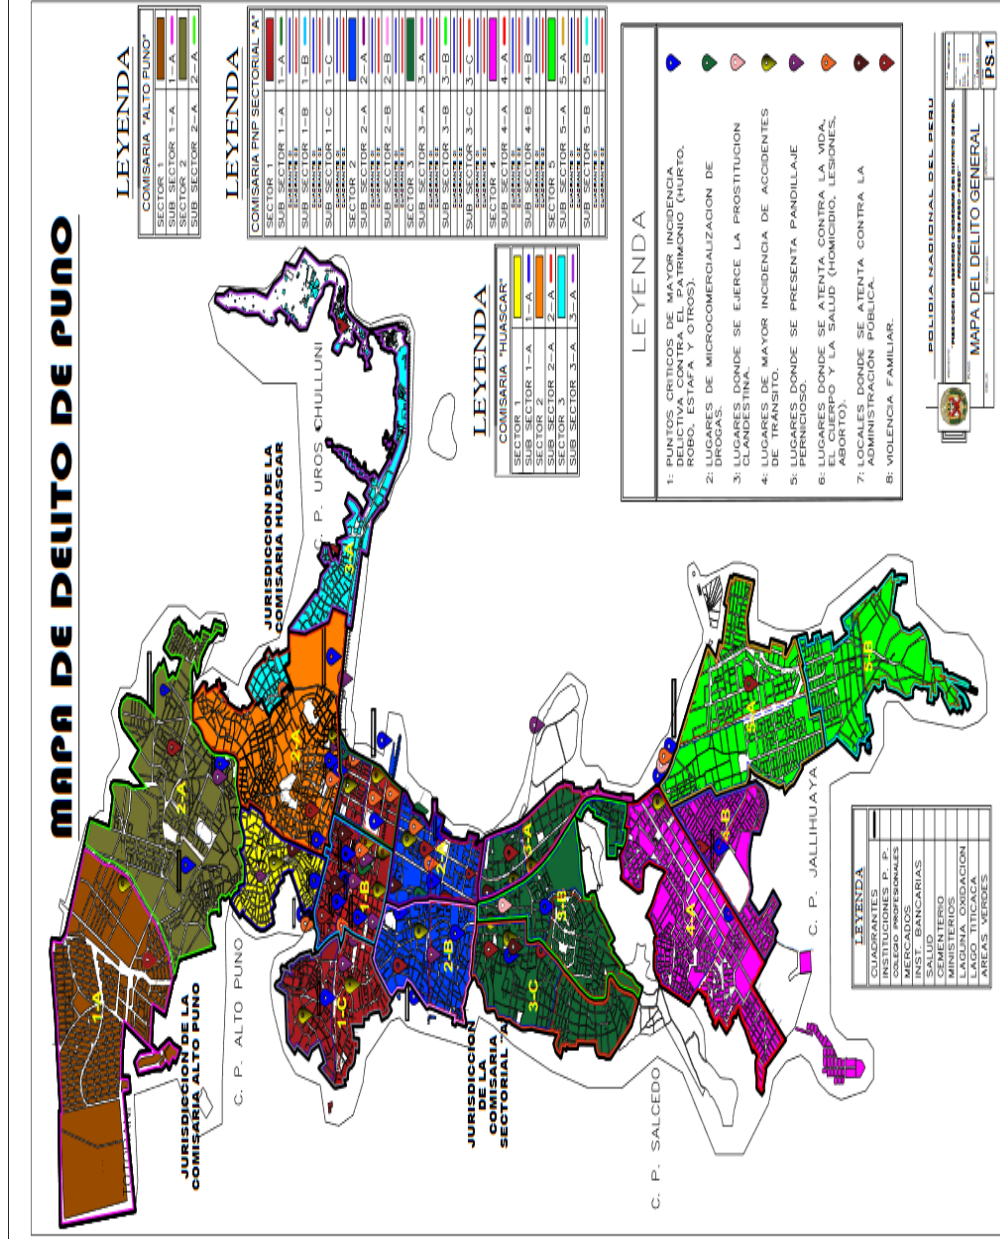 MAPA DE DELITO DE PUNO
LEYENDA
COMISARIA "ALTO PUNO"
SECTOR 1
SUB SECTOR 1-A
SECTOR 2
SUB SECTOR 2-A
LEYENDA
COMISARIA PNP SECTORIAL "A"
SECTOR 1
SUB SECTOR 1-A
SUB SECTOR 1-B
SUB SECTOR 1-C
SECTOR 2
SUB SECTOR 2-A
SUB SECTOR 2-B
SECTOR 3
SUB SECTOR 3-A
SUB SECTOR 3-B
SUB SECTOR 3-C
SECTOR 4
SUB SECTOR 4-A
SUB SECTOR 4-B
SECTOR 5
SUB SECTOR 5-A
SUB SECTOR 5-B
LEYENDA
COMISARIA "HUASCAR"
SECTOR 1
SUB SECTOR 1-A
SECTOR 2
SUB SECTOR 2-A
SECTOR 3
SUB SECTOR 3-A
LEYENDA
1: PUNTOS CRITICOS DE MAYOR INCIDENCIA
DELICTIVA CONTRA EL PATRIMONIO (HURTO,
ROBO, ESTAFA Y OTROS).
2: LUGARES DE MICROCOMERCIALIZACION DE
DROGAS.
3: LUGARES DONDE SE EJERCE LA PROSTITUCION
CLANDESTINA.
4: LUGARES DE MAYOR INCIDENCIA DE ACCIDENTES
DE TRÁNSITO.
5: LUGARES DONDE SE PRESENTA PANDILLAJE
PERNICIOSO.
6: LUGARES DONDE SE ATENTA CONTRA LA VIDA,
EL CUERPO Y LA SALUD (HOMICIDIO, LESIONES,
ABORTO).
7: LOCALES DONDE SE ATENTA CONTRA LA
ADMINISTRACIÓN PÚBLICA.
8: VIOLENCIA FAMILIAR.
POLICIA NACIONAL DEL PERU
MAPA DEL DELITO GENERAL
PS-1
JURISDICCION DE LA
COMISARIA HUASCAR
C. P. UROS CHULLUNI
JURISDICCION DE LA
COMISARIA ALTO PUNO
C. P. ALTO PUNO
JURISDICCION
DE LA
COMISARIA
SECTORIAL "A"
C. P. SALCEDO
C. P. JALLIHUAYA
1-A
2-A
2-A
3-A
1-B
1-C
2-B
3-B
3-C
4-A
4-B
5-A
5-B
LEYENDA
CUADRANTES
INSTITUCIONES P. P.
COLEGIO PROFESIONALES
MERCADOS
INST. BANCARIAS
SALUD
CEMENTERIO
MINISTERIOS
LAGUNA OXIDACION
LAGO TITICACA
AREAS VERDES